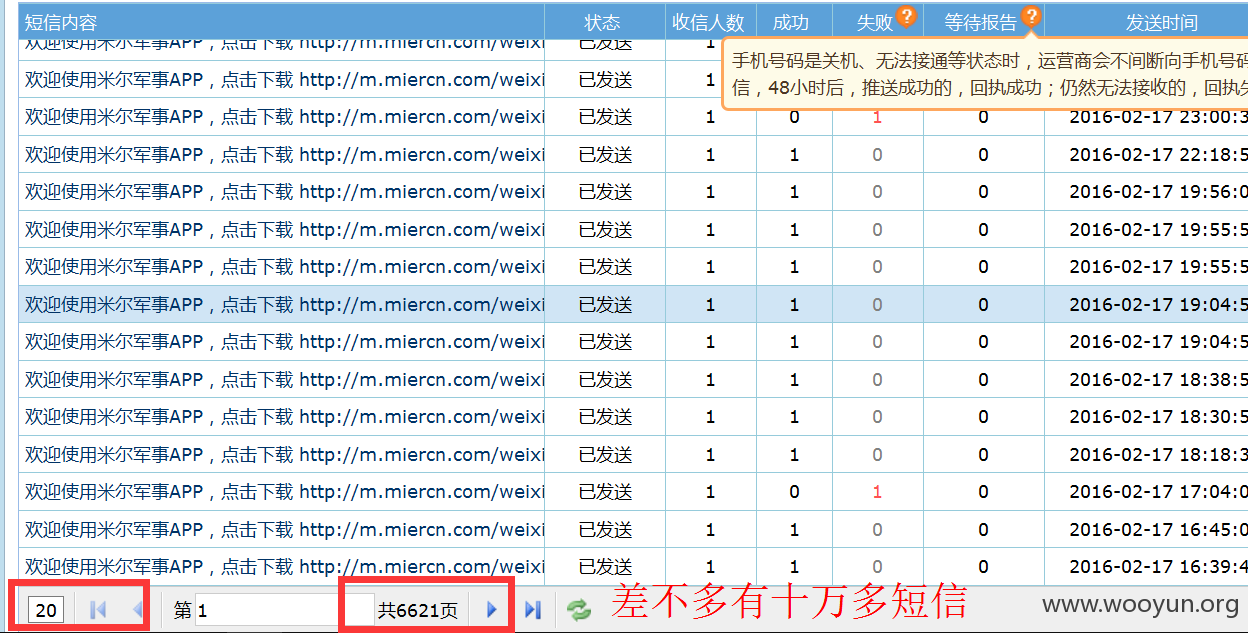 短信内容 状态 收信人数 成功 失败 ? 等待报告 ? 发送时间
欢迎使用米尔军事APP，点击下载 http://m.miercn.com/weixi 已发送 1
手机号码是关机、无法接通等状态时，运营商会不间断向手机号码
欢迎使用米尔军事APP，点击下载 http://m.miercn.com/weixi 已发送 1
信，48小时后，推送成功的，回执成功；仍然无法接收的，回执失
欢迎使用米尔军事APP，点击下载 http://m.miercn.com/weixi 已发送 1 0 1 0 2016-02-17 23:00:3
欢迎使用米尔军事APP，点击下载 http://m.miercn.com/weixi 已发送 1 1 0 0 2016-02-17 22:18:5
欢迎使用米尔军事APP，点击下载 http://m.miercn.com/weixi 已发送 1 1 0 0 2016-02-17 19:56:0
欢迎使用米尔军事APP，点击下载 http://m.miercn.com/weixi 已发送 1 1 0 0 2016-02-17 19:55:5
欢迎使用米尔军事APP，点击下载 http://m.miercn.com/weixi 已发送 1 1 0 0 2016-02-17 19:55:5
欢迎使用米尔军事APP，点击下载 http://m.miercn.com/weixi 已发送 1 1 0 0 2016-02-17 19:04:5
欢迎使用米尔军事APP，点击下载 http://m.miercn.com/weixi 已发送 1 1 0 0 2016-02-17 19:04:5
欢迎使用米尔军事APP，点击下载 http://m.miercn.com/weixi 已发送 1 1 0 0 2016-02-17 18:38:5
欢迎使用米尔军事APP，点击下载 http://m.miercn.com/weixi 已发送 1 1 0 0 2016-02-17 18:30:5
欢迎使用米尔军事APP，点击下载 http://m.miercn.com/weixi 已发送 1 1 0 0 2016-02-17 18:18:3
欢迎使用米尔军事APP，点击下载 http://m.miercn.com/weixi 已发送 1 0 1 0 2016-02-17 17:04:0
欢迎使用米尔军事APP，点击下载 http://m.miercn.com/weixi 已发送 1 1 0 0 2016-02-17 16:45:0
欢迎使用米尔军事APP，点击下载 http://m.miercn.com/weixi 已发送 1 1 0 0 2016-02-17 16:39:4
20 第 1 共6621页 差不多有十万多短信 www.wooyun.org